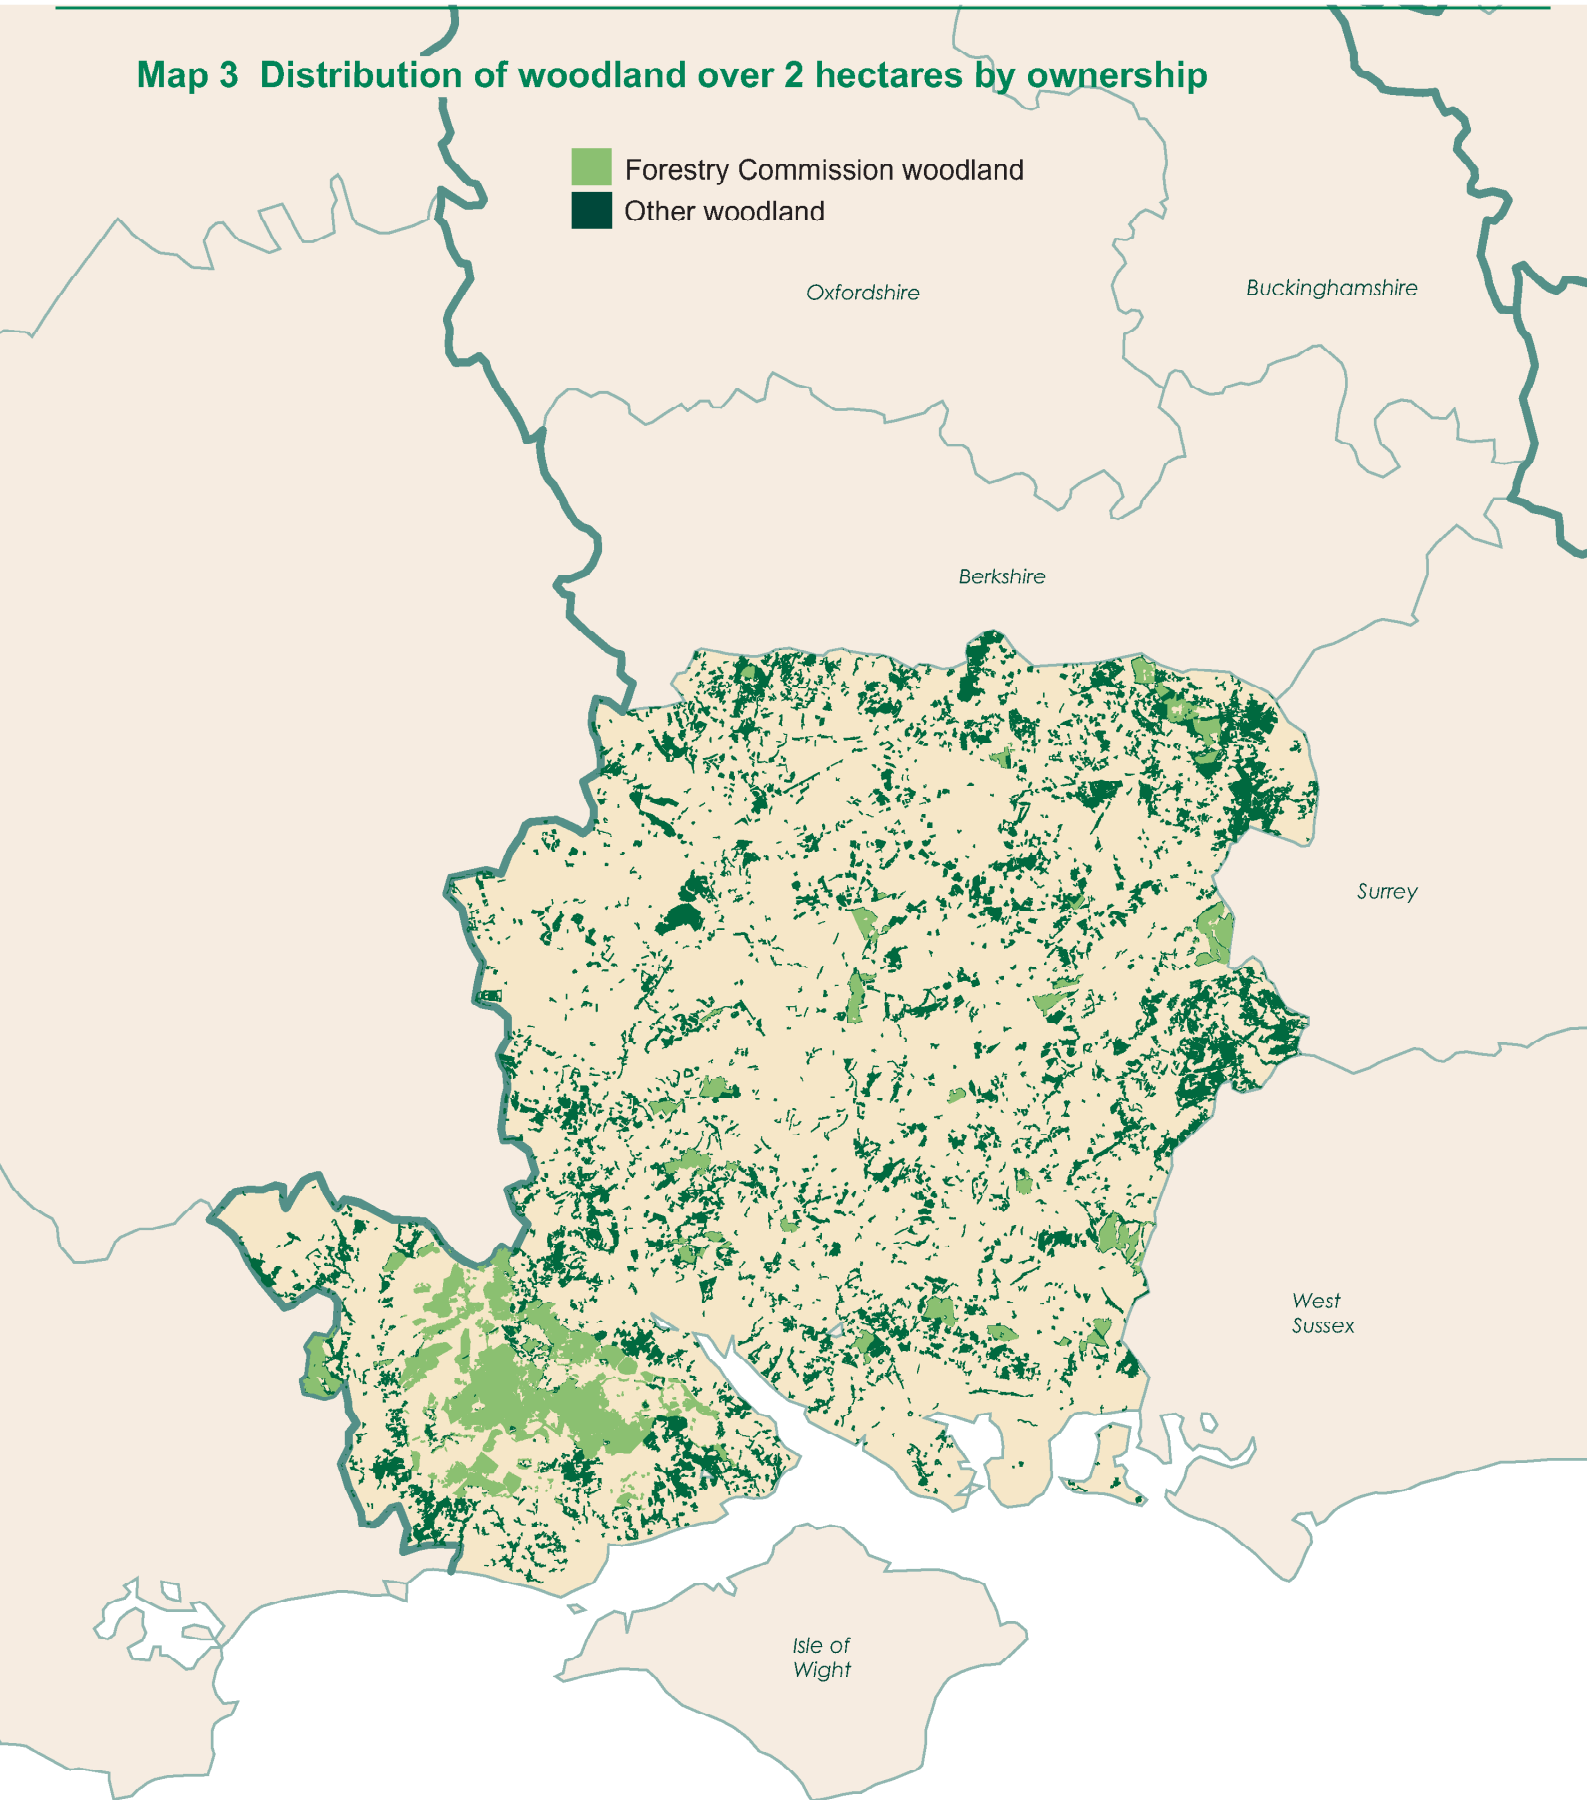 Map 3  Distribution of woodland over 2 hectares by ownership
Forestry Commission woodland
Other woodland
Oxfordshire
Buckinghamshire
Berkshire
Surrey
West
Sussex
Isle of
Wight